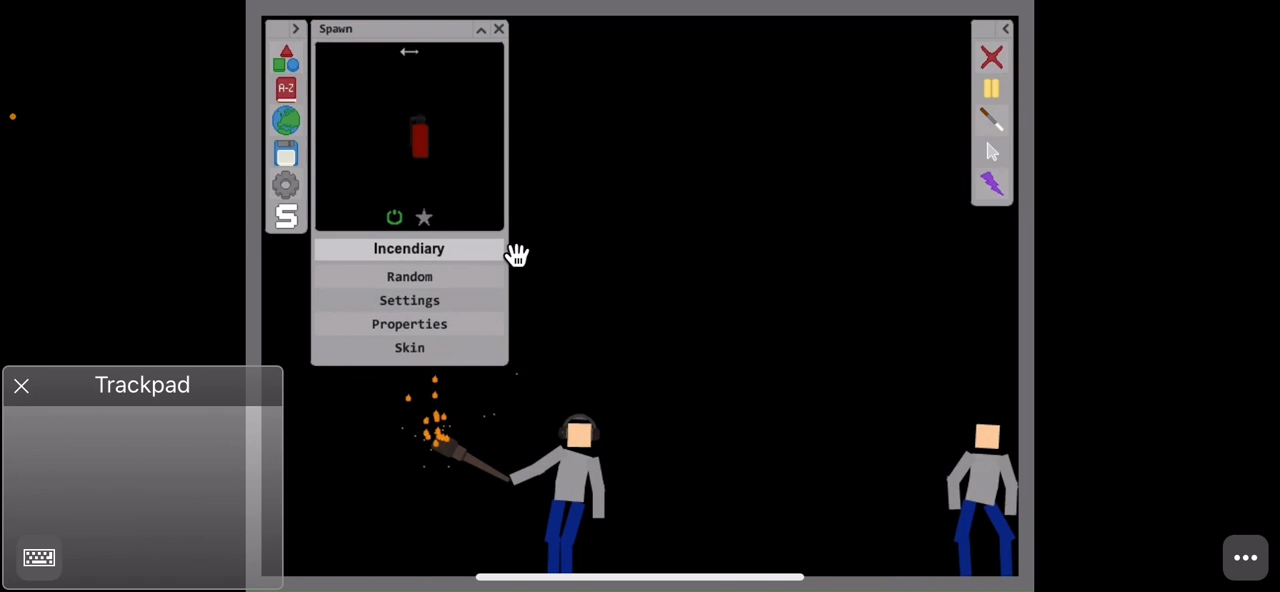 Spawn
A-Z
S
Incendiary
Random
Settings
Properties
Skin
Trackpad